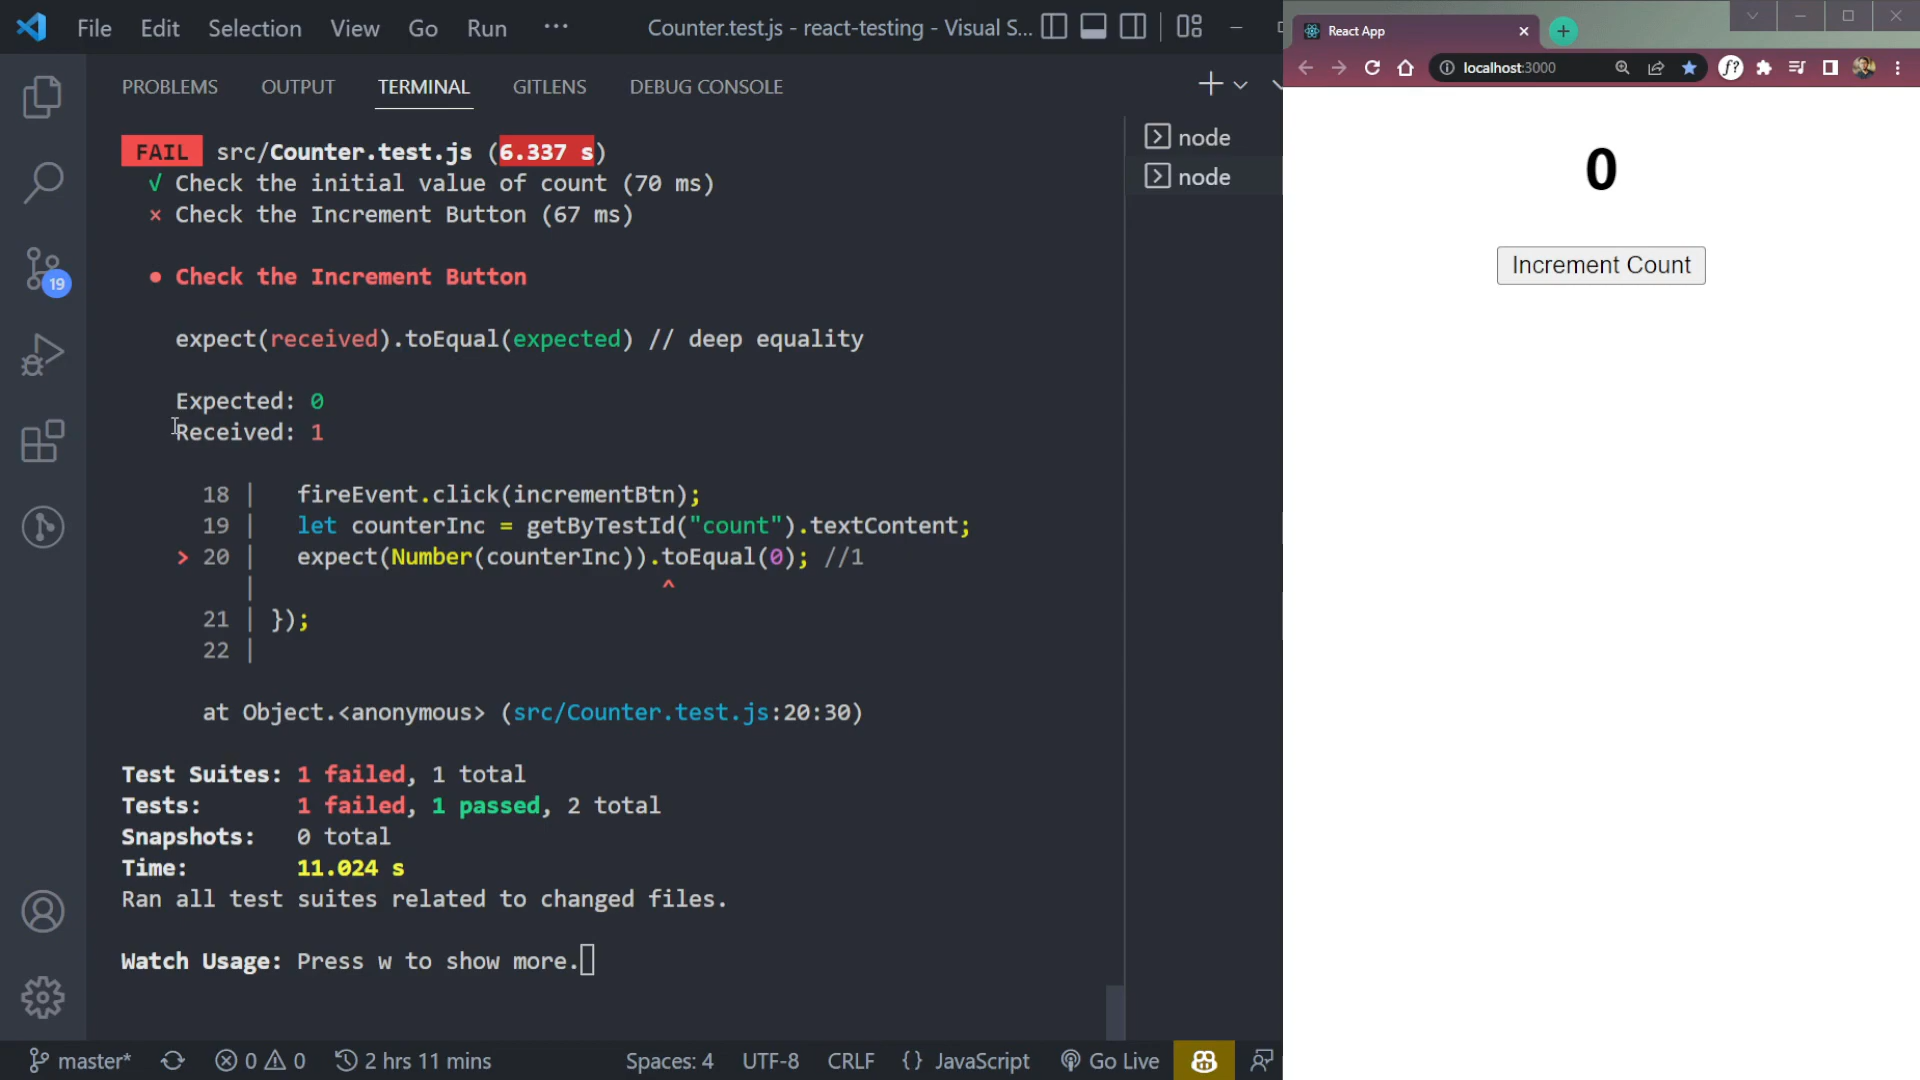 File Edit Selection View Go Run ··· Counter.test.js - react-testing - Visual S...
PROBLEMS OUTPUT TERMINAL GITLENS DEBUG CONSOLE
FAIL src/Counter.test.js (6.337 s)
√ Check the initial value of count (70 ms)
× Check the Increment Button (67 ms)
● Check the Increment Button
expect(received).toEqual(expected) // deep equality
Expected: 0
Received: 1
18 | fireEvent.click(incrementBtn);
19 | let counterInc = getByTestId("count").textContent;
> 20 | expect(Number(counterInc)).toEqual(0); //1
| ^
21 | });
22 |
at Object.<anonymous> (src/Counter.test.js:20:30)
Test Suites: 1 failed, 1 total
Tests: 1 failed, 1 passed, 2 total
Snapshots: 0 total
Time: 11.024 s
Ran all test suites related to changed files.
Watch Usage: Press w to show more.
node
node
19
master* 0 0 2 hrs 11 mins Spaces: 4 UTF-8 CRLF {} JavaScript Go Live
React App
localhost:3000 f?
0
Increment Count